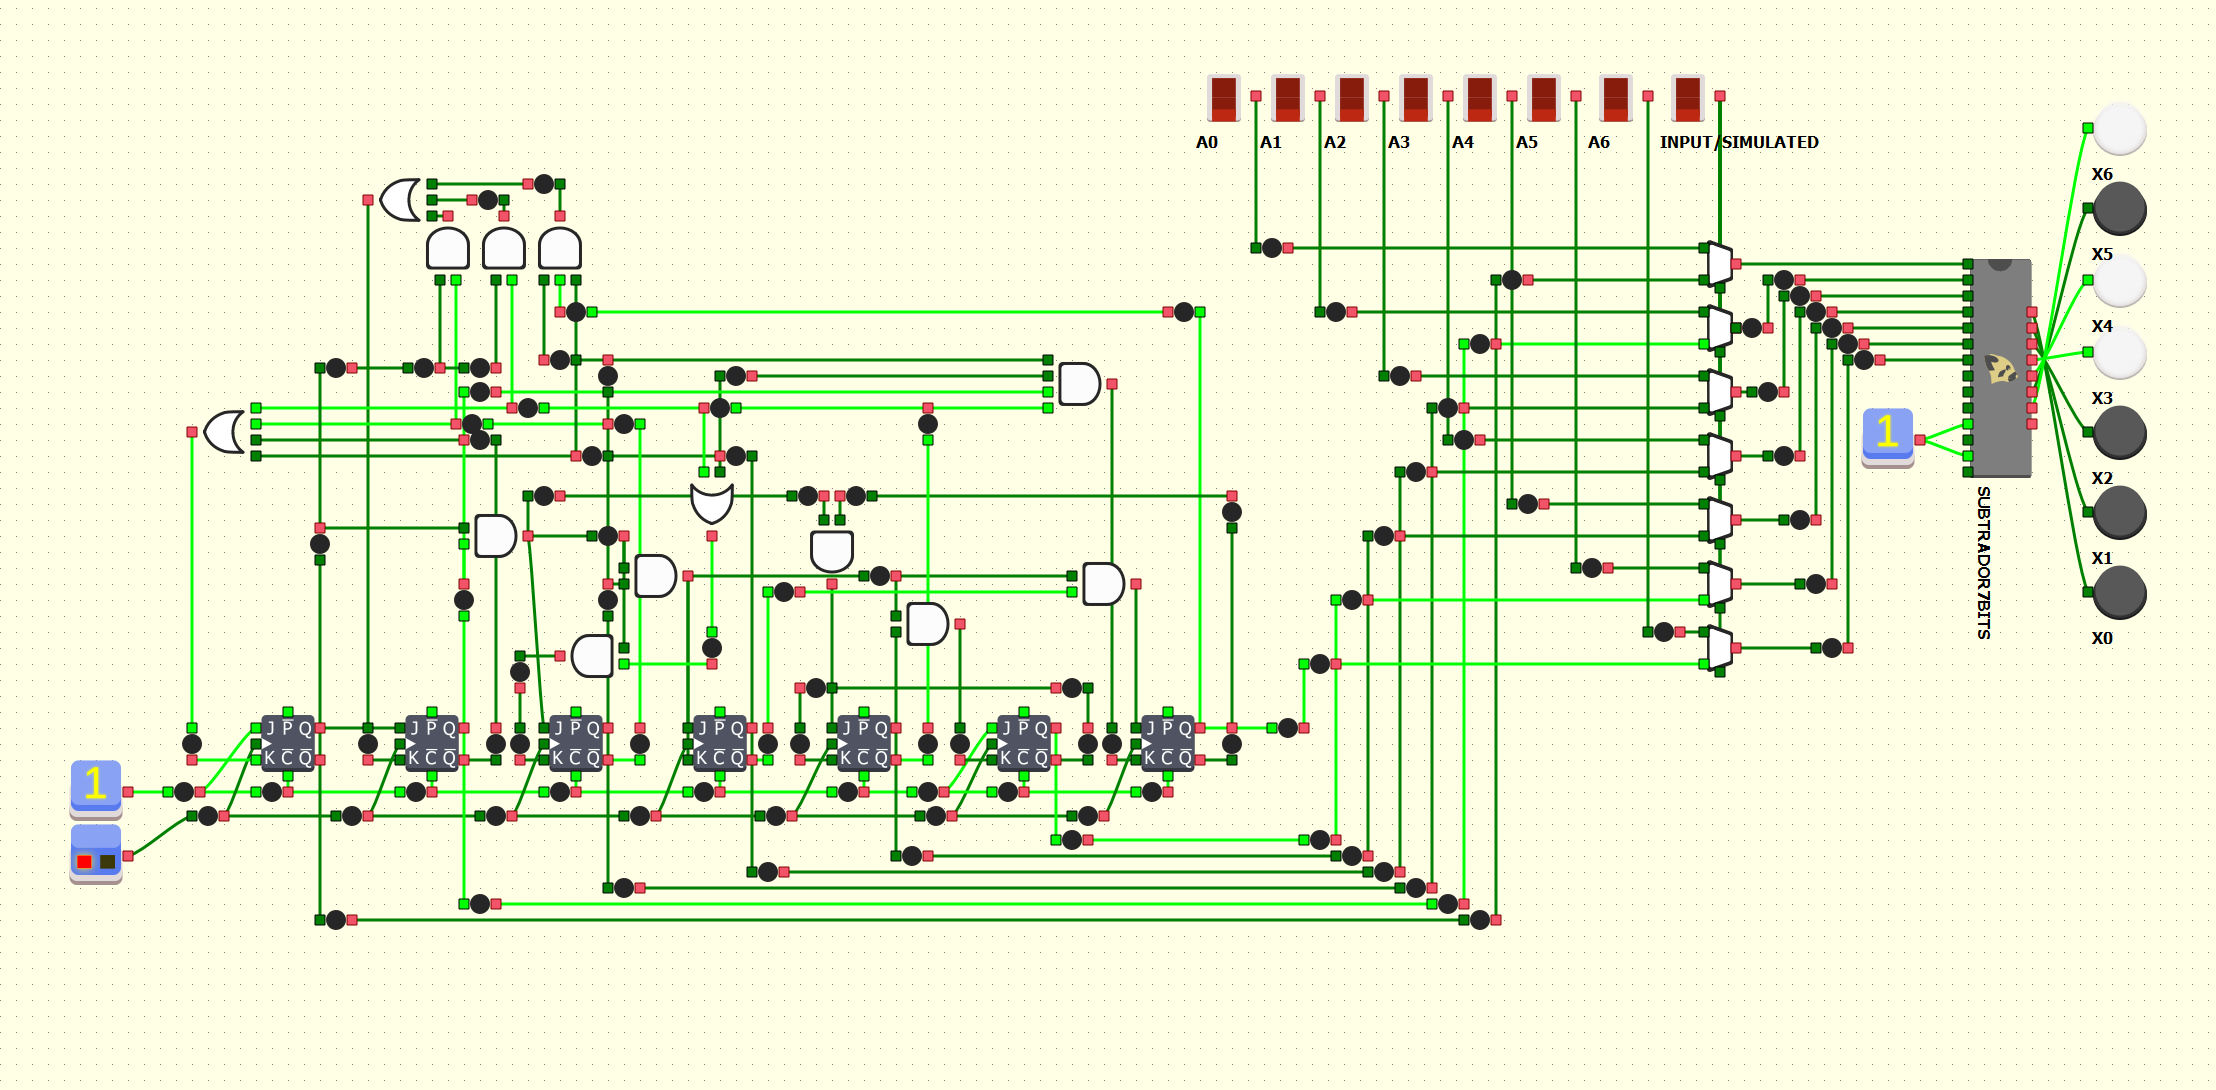 A0 A1 A2 A3 A4 A5 A6 INPUT/SIMULATED
X6
X5
X4
X3
X2
X1
X0
1
SUBTRADOR7BITS
J P Q J P Q J P Q J P Q J P Q J P Q J P Q
K C Q K C Q K C Q K C Q K C Q K C Q K C Q
1